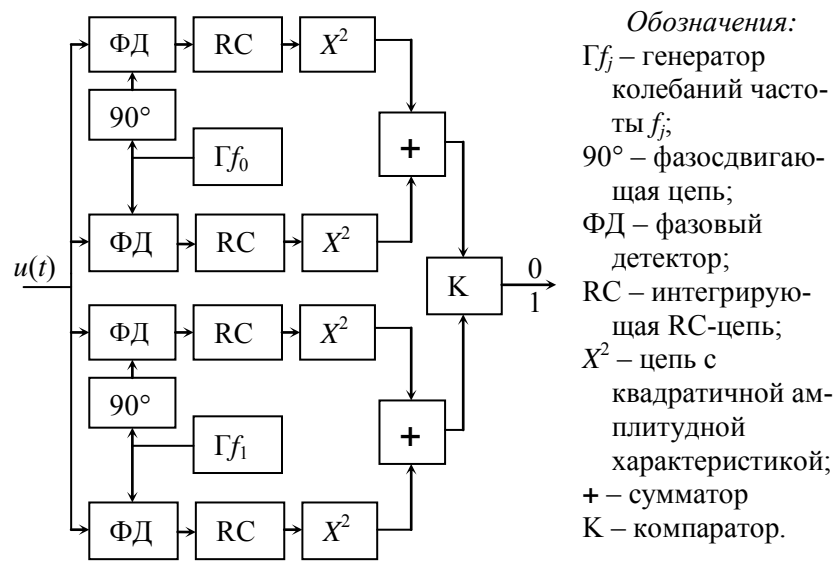 ФД RC X²
90°
Гf₀
+
ФД RC X²
u(t)
K
0
1
ФД RC X²
90°
Гf₁
+
ФД RC X²
Обозначения:
Гfⱼ – генератор
колебаний часто-
ты fⱼ;
90° – фазосдвигаю-
щая цепь;
ФД – фазовый
детектор;
RC – интегрирую-
щая RC-цепь;
X² – цепь с
квадратичной ам-
плитудной
характеристикой;
+ – сумматор
K – компаратор.